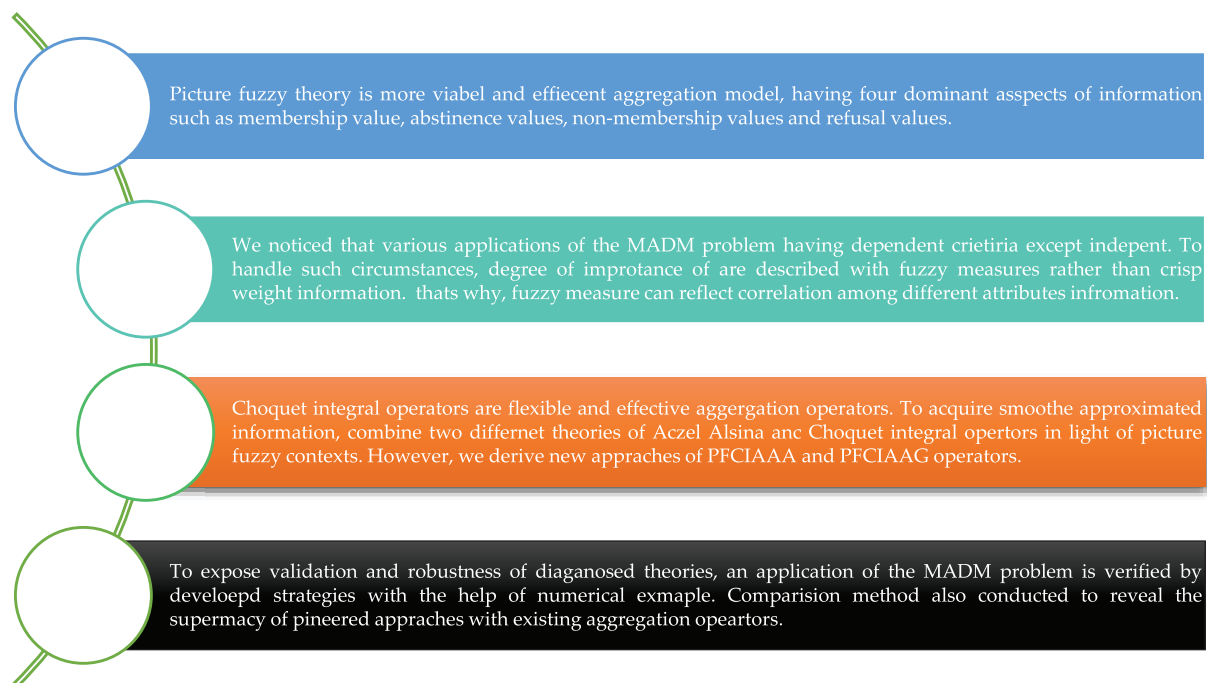 Picture fuzzy theory is more viabel and effiecent aggregation model, having four dominant asspects of information
such as membership value, abstinence values, non-membership values and refusal values.
We noticed that various applications of the MADM problem having dependent crietiria except indepent. To
handle such circumstances, degree of improtance of are described with fuzzy measures rather than crisp
weight information. thats why, fuzzy measure can reflect correlation among different attributes infromation.
Choquet integral operators are flexible and effective aggergation operators. To acquire smoothe approximated
information, combine two differnet theories of Aczel Alsina anc Choquet integral opertors in light of picture
fuzzy contexts. However, we derive new appraches of PFCIAAA and PFCIAAG operators.
To expose validation and robustness of diaganosed theories, an application of the MADM problem is verified by
develoepd strategies with the help of numerical exmaple. Comparision method also conducted to reveal the
supermacy of pineered appraches with existing aggregation opeartors.